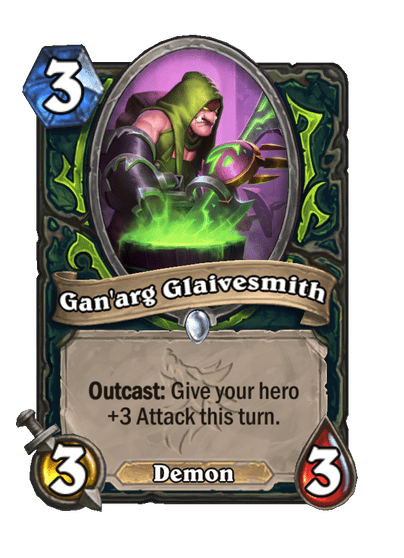 3
Gan'arg Glaivesmith
Outcast: Give your hero
+3 Attack this turn.
3
Demon
3